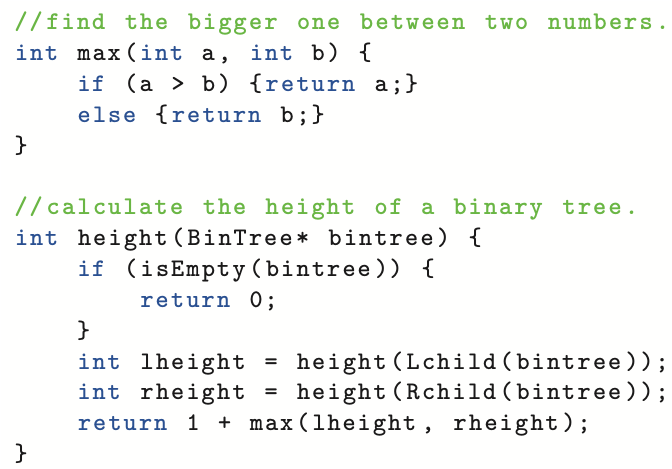 //find the bigger one between two numbers.
int max(int a, int b) {
    if (a > b) {return a;}
    else {return b;}
}

//calculate the height of a binary tree.
int height(BinTree* bintree) {
    if (isEmpty(bintree)) {
        return 0;
    }
    int lheight = height(Lchild(bintree));
    int rheight = height(Rchild(bintree));
    return 1 + max(lheight, rheight);
}